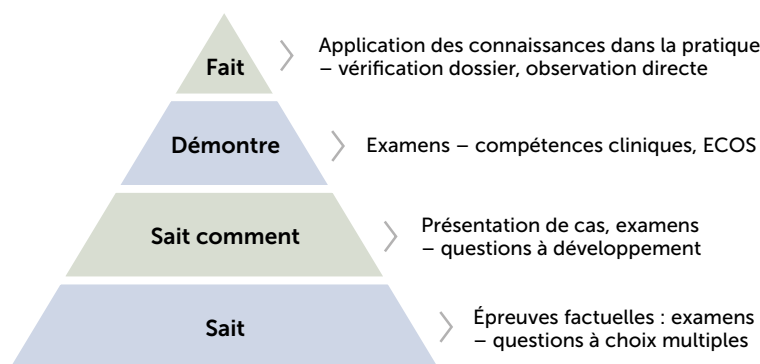 Fait
Application des connaissances dans la pratique
– vérification dossier, observation directe
Démontre
Examens – compétences cliniques, ECOS
Sait comment
Présentation de cas, examens
– questions à développement
Sait
Épreuves factuelles : examens
– questions à choix multiples